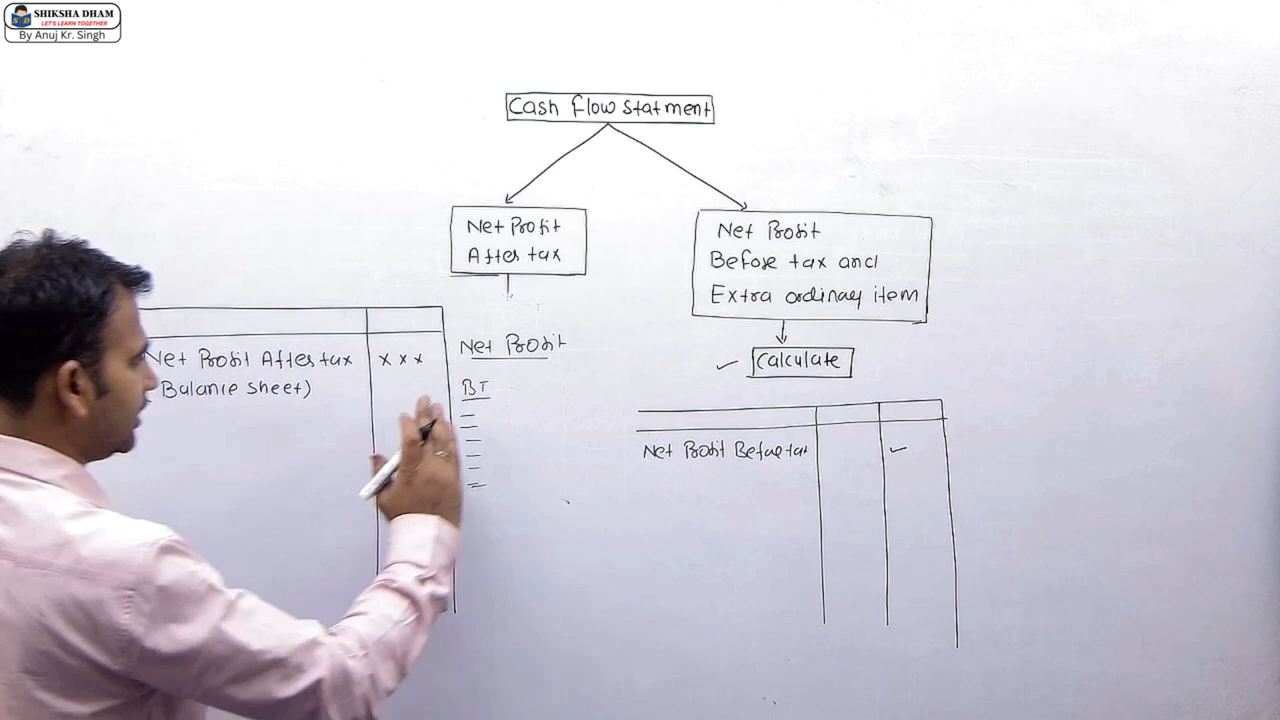 SHIKSHA DHAM
LET'S LEARN TOGETHER
By Anuj Kr. Singh
Cash flow statment
Net Profit
After tax
Net Profit
Before tax and
Extra ordinary item
Calculate
Net Profit After tax
x x x
Balance sheet)
Net Profit
BT
Net Profit Before tax